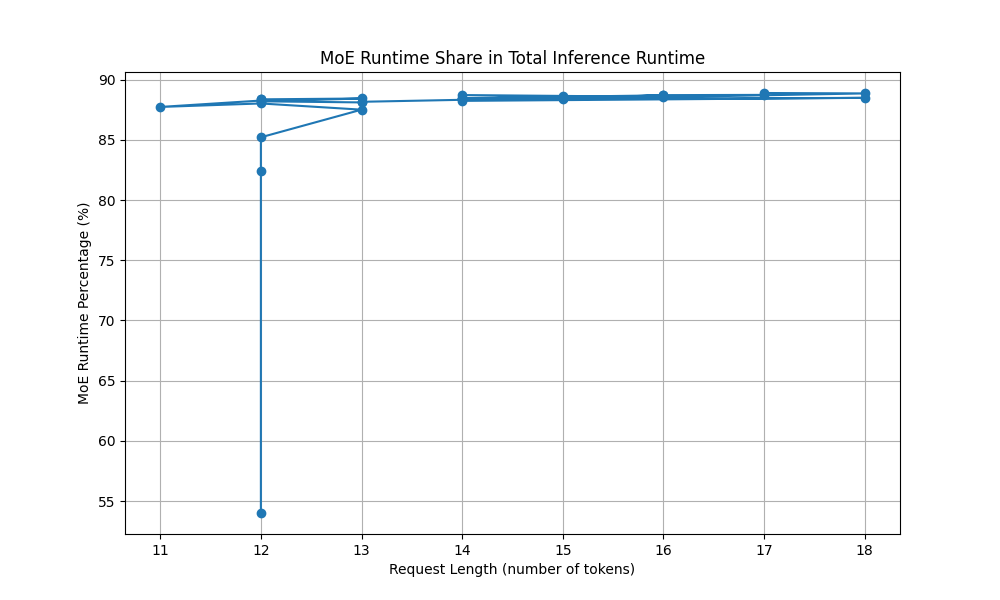 MoE Runtime Share in Total Inference Runtime
MoE Runtime Percentage (%)
90
85
80
75
70
65
60
55
11 12 13 14 15 16 17 18
Request Length (number of tokens)